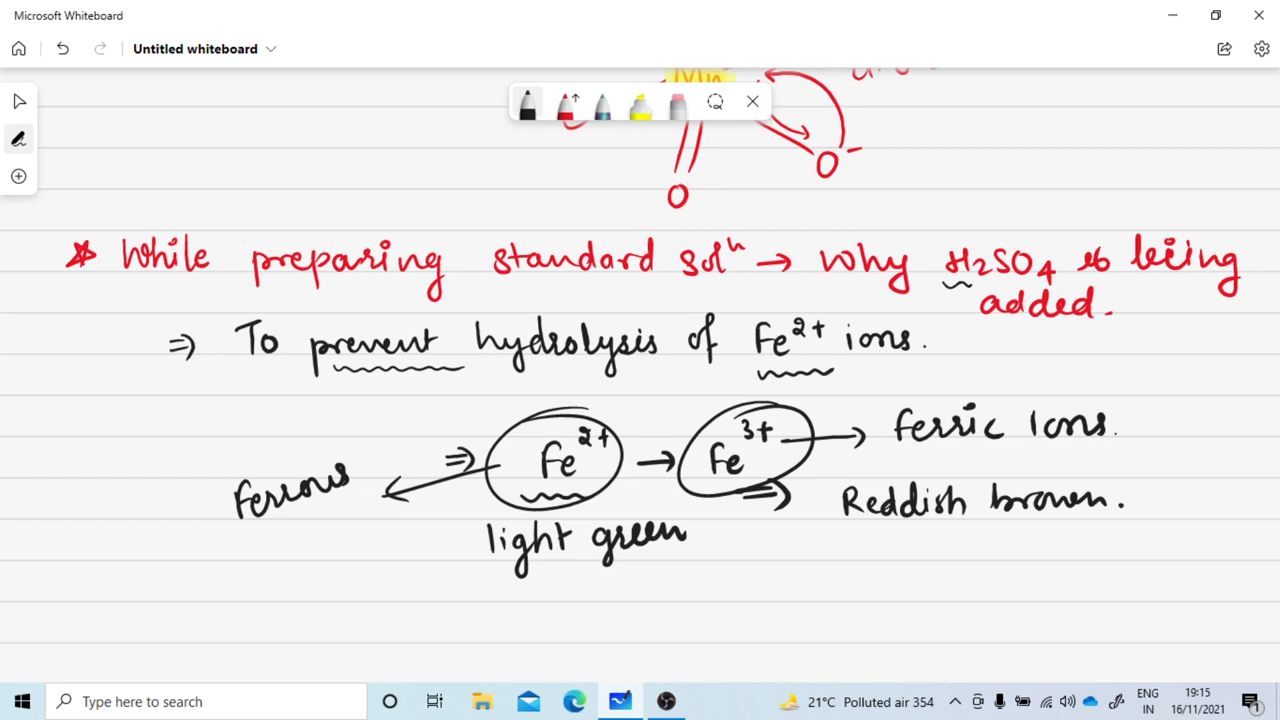 Microsoft Whiteboard
Untitled whiteboard
Mn
O⁻
O
* While preparing standard solⁿ → Why H₂SO₄ is being
added.
⇒ To prevent hydrolysis of Fe²⁺ ions.
⇒ Fe²⁺ → Fe³⁺ → Ferric Ions.
Ferrous
⇒ Reddish brown.
light green
Type here to search
21°C Polluted air 354
ENG
IN
19:15
16/11/2021
1